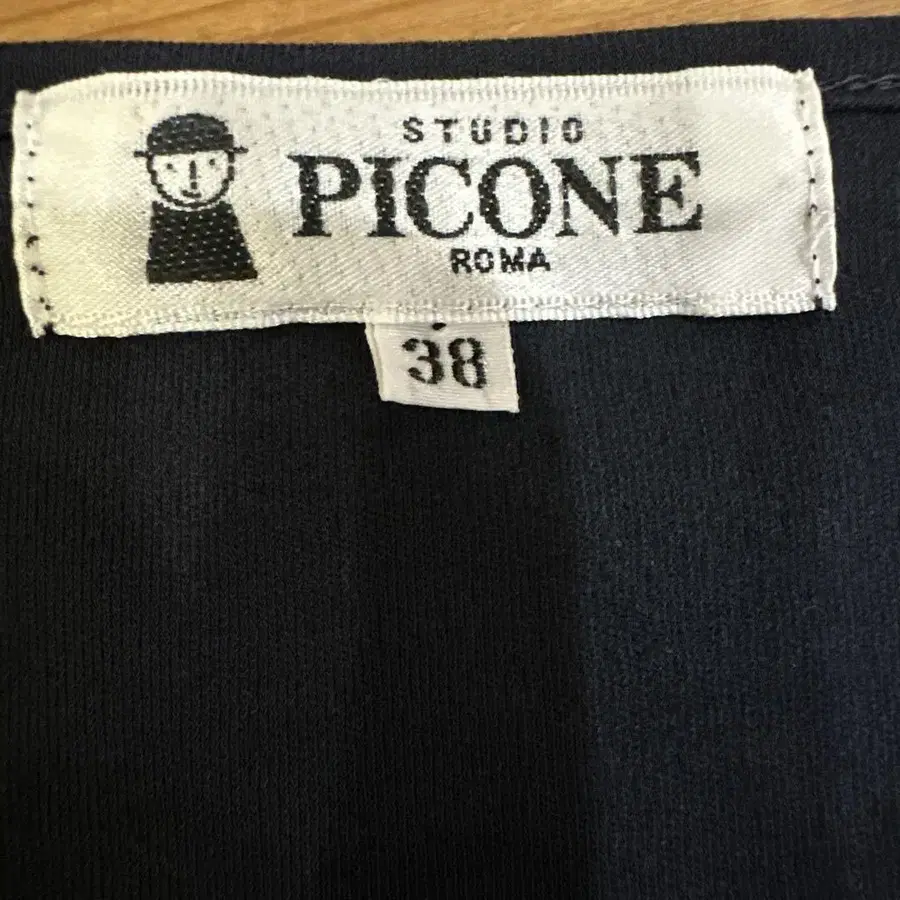 STUDIO
PICONE
ROMA
38